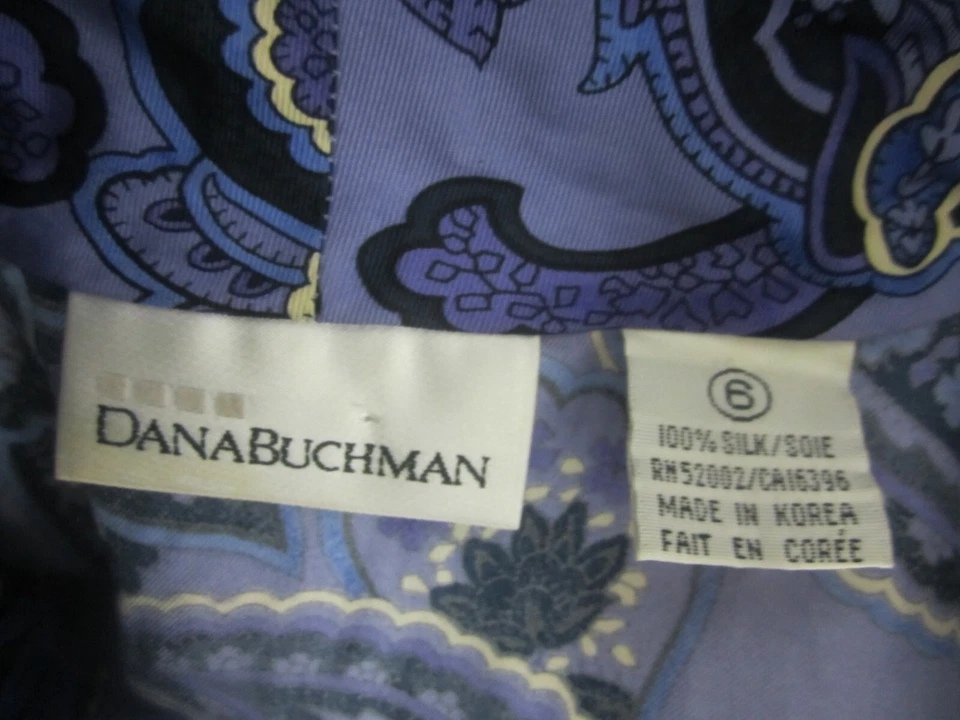 DANABUCHMAN
6
100% SILK/SOIE
RN52002/CA16396
MADE IN KOREA
FAIT EN CORÉE